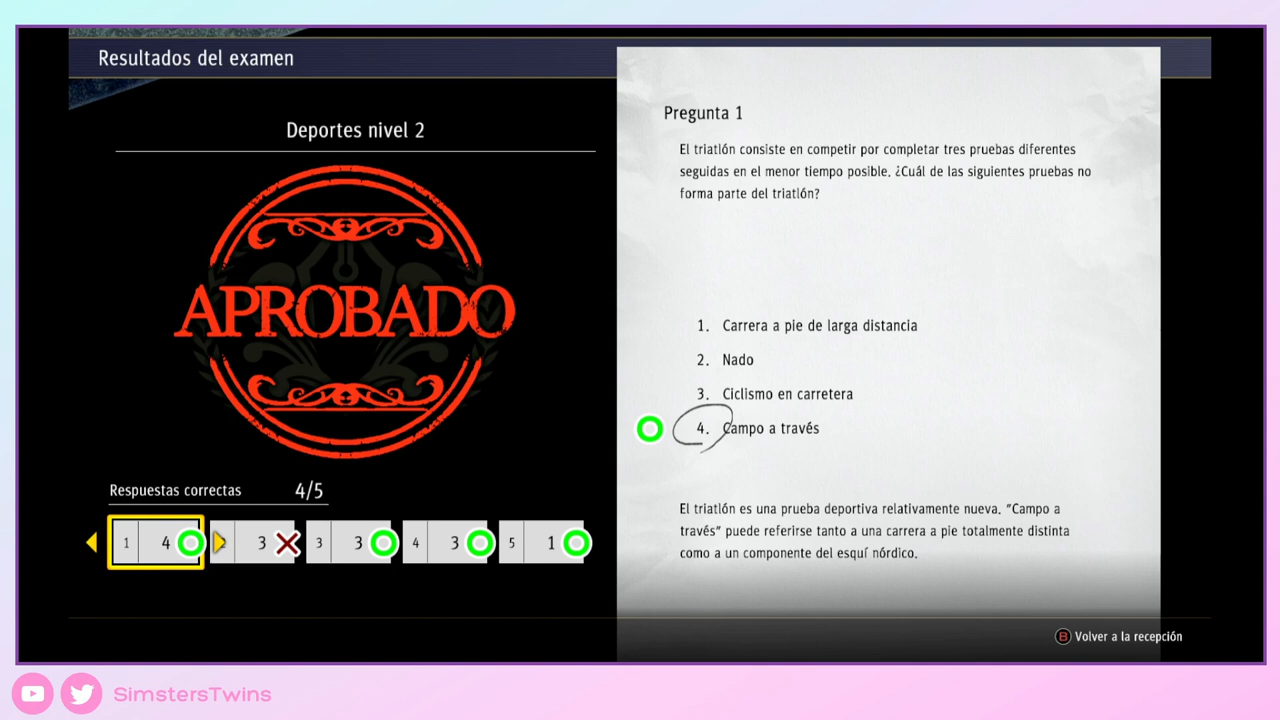 Resultados del examen
Deportes nivel 2
APROBADO
Respuestas correctas 4/5
1 4 3 3 3 4 3 5 1
Pregunta 1
El triatlón consiste en competir por completar tres pruebas diferentes
seguidas en el menor tiempo posible. ¿Cuál de las siguientes pruebas no
forma parte del triatlón?
1. Carrera a pie de larga distancia
2. Nado
3. Ciclismo en carretera
4. Campo a través
El triatlón es una prueba deportiva relativamente nueva. "Campo a
través" puede referirse tanto a una carrera a pie totalmente distinta
como a un componente del esquí nórdico.
B Volver a la recepción
SimstersTwins